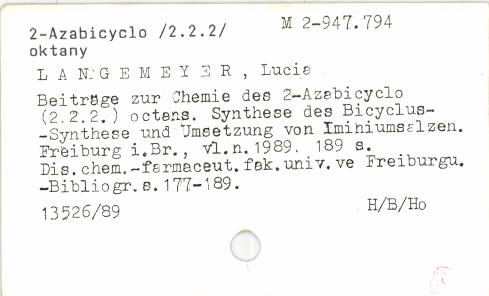 2-Azabicyclo /2.2.2/
oktany
M 2-947.794
L A N G E M E Y E R , Lucie
Beiträge zur Chemie des 2-Azabicyclo
(2.2.2.) octans. Synthese des Bicyclus-
-Synthese und Umsetzung von Iminiumsalzen.
Freiburg i.Br., vl.n. 1989. 189 s.
Dis.chem.-farmaceut.fak.univ.ve Freiburgu.
-Bibliogr.s.177-189.
13526/89
H/B/Ho